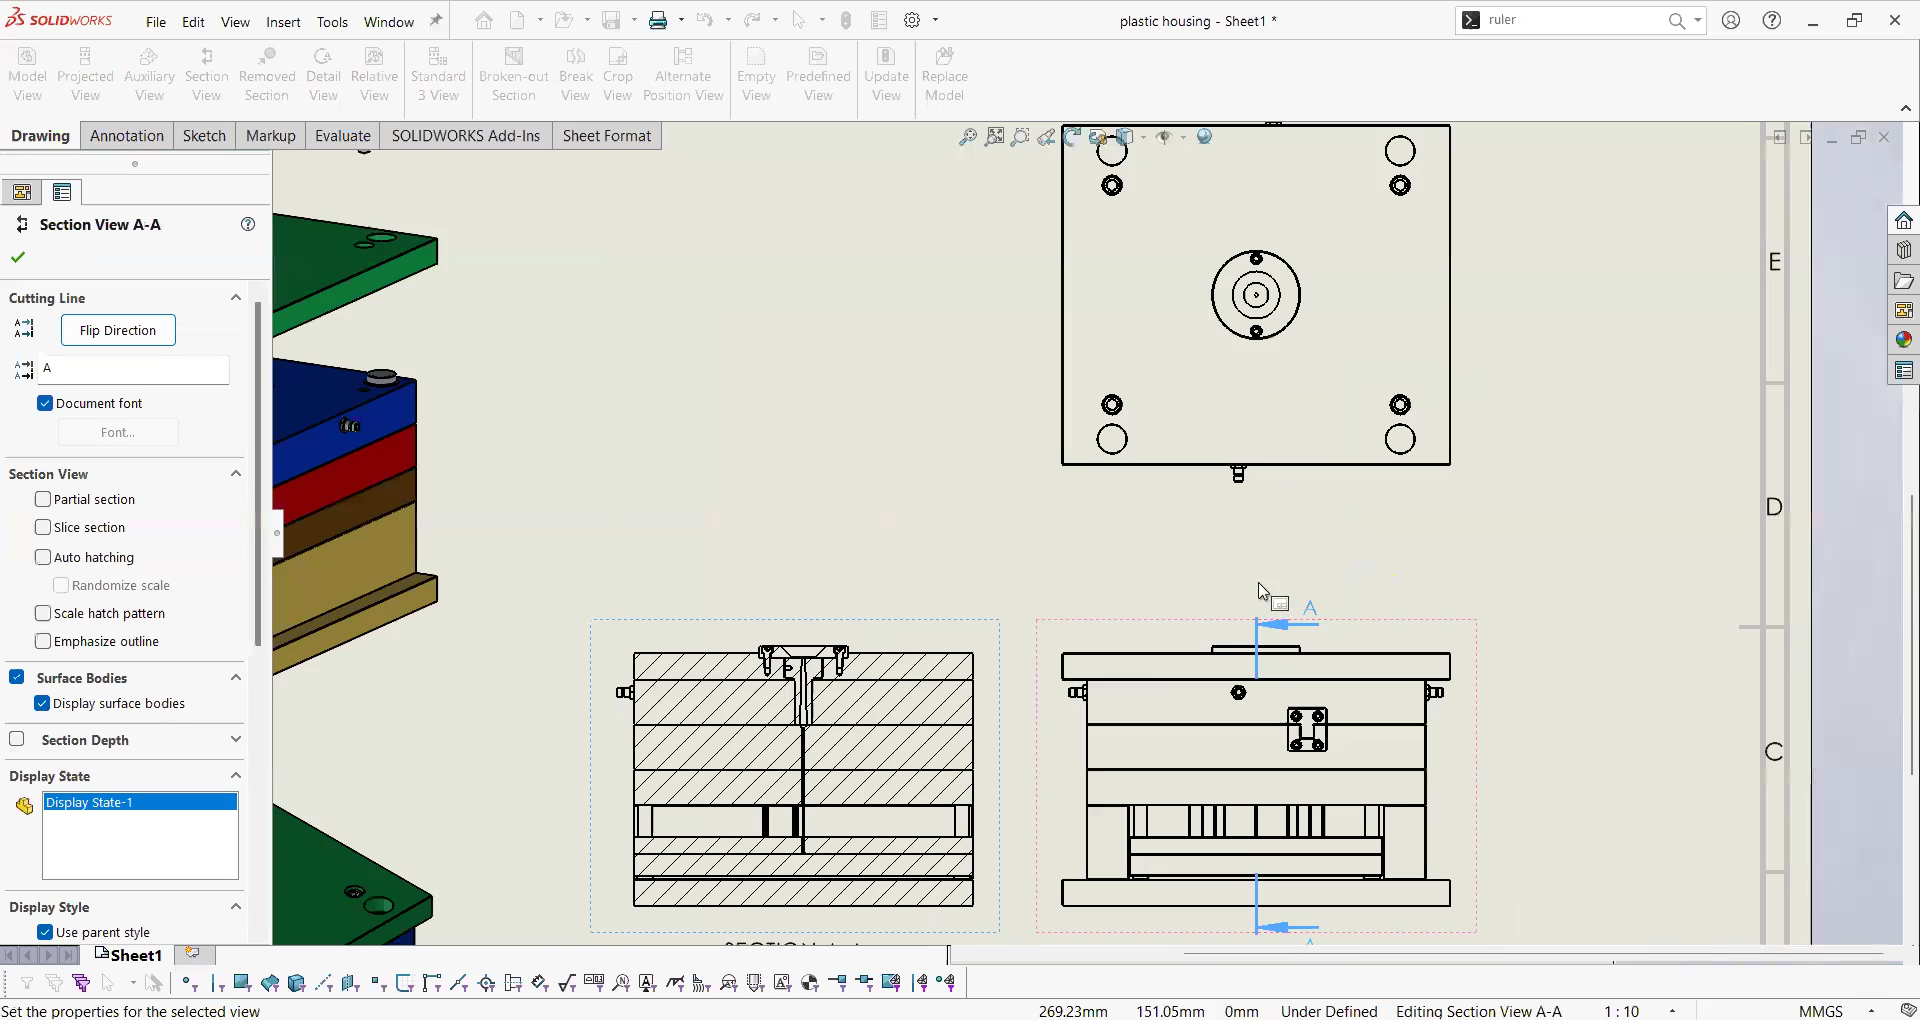 SOLIDWORKS File Edit View Insert Tools Window plastic housing - Sheet1 * ruler
Model View Projected View Auxiliary View Section View Removed Section Detail View Relative View Standard 3 View Broken-out Section Break View Crop View Alternate Position View Empty View Predefined View Update View Replace Model
Drawing Annotation Sketch Markup Evaluate SOLIDWORKS Add-Ins Sheet Format
Section View A-A
Cutting Line
Flip Direction
A
Document font
Font...
Section View
Partial section
Slice section
Auto hatching
Randomize scale
Scale hatch pattern
Emphasize outline
Surface Bodies
Display surface bodies
Section Depth
Display State
Display State-1
Display Style
Use parent style
E
D
A
C
Sheet1
Set the properties for the selected view 269.23mm 151.05mm 0mm Under Defined Editing Section View A-A 1 : 10 MMGS